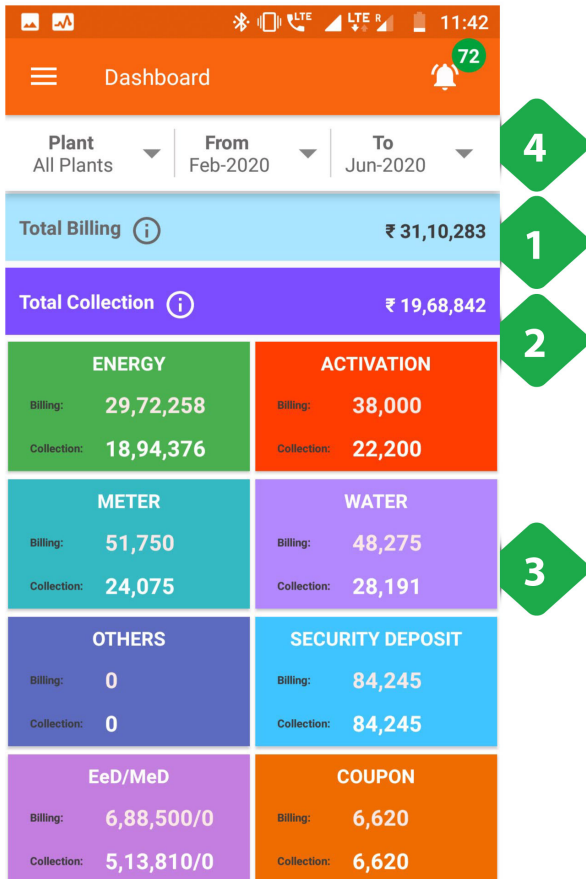 LTE LTE R 11:42
Dashboard 72
Plant From To
All Plants Feb-2020 Jun-2020
4
Total Billing i ₹ 31,10,283
1
Total Collection i ₹ 19,68,842
2
ENERGY ACTIVATION
Billing: 29,72,258 Billing: 38,000
Collection: 18,94,376 Collection: 22,200
METER WATER
Billing: 51,750 Billing: 48,275
3
Collection: 24,075 Collection: 28,191
OTHERS SECURITY DEPOSIT
Billing: 0 Billing: 84,245
Collection: 0 Collection: 84,245
EeD/MeD COUPON
Billing: 6,88,500/0 Billing: 6,620
Collection: 5,13,810/0 Collection: 6,620